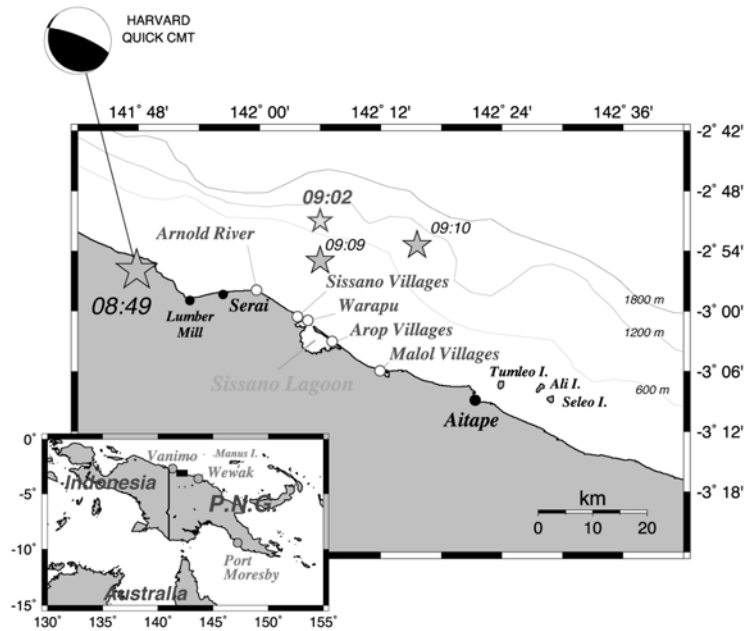 HARVARD
QUICK CMT
141˚ 48' 142˚ 00' 142˚ 12' 142˚ 24' 142˚ 36'
-2˚ 42'
-2˚ 48'
-2˚ 54'
-3˚ 00'
-3˚ 06'
-3˚ 12'
-3˚ 18'
09:02
09:10
09:09
08:49
Arnold River
Sissano Villages
Lumber
Mill
Serai
Warapu
Arop Villages
Malol Villages
Sissano Lagoon
1800 m
1200 m
600 m
Tumleo I.
Ali I.
Seleo I.
Aitape
km
0 10 20
0˚
-5˚
-10˚
-15˚
130˚ 135˚ 140˚ 145˚ 150˚ 155˚
Vanimo
Manus I.
Wewak
Indonesia
P.N.G.
Port
Moresby
Australia